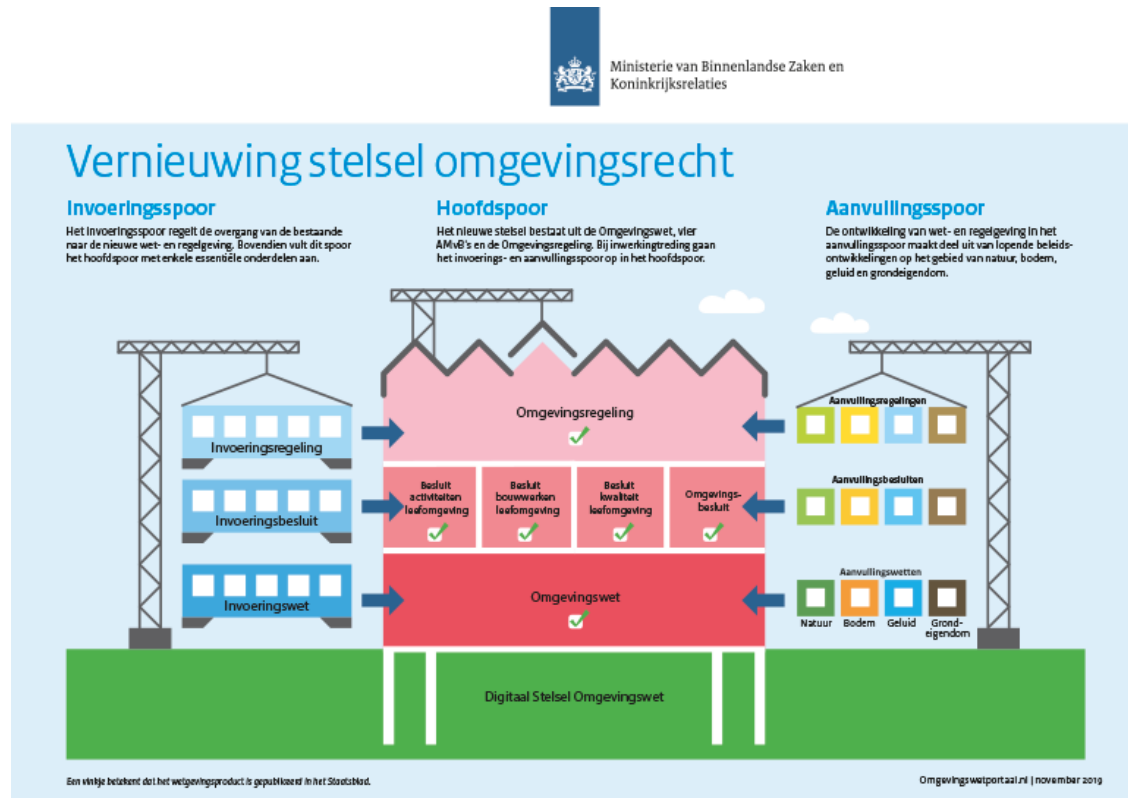 Ministerie van Binnenlandse Zaken en
Koninkrijksrelaties
Vernieuwing stelsel omgevingsrecht
Invoeringsspoor
Het invoeringsspoor regelt de overgang van de bestaande
naar de nieuwe wet- en regelgeving. Bovendien vult dit spoor
het hoofdspoor met enkele essentiële onderdelen aan.
Hoofdspoor
Het nieuwe stelsel bestaat uit de Omgevingswet, vier
AMvB's en de Omgevingsregeling. Bij inwerkingtreding gaan
het invoerings- en aanvullingsspoor op in het hoofdspoor.
Aanvullingsspoor
De ontwikkeling van wet- en regelgeving in het
aanvullingsspoor maakt deel uit van lopende beleids-
ontwikkelingen op het gebied van natuur, bodem,
geluid en grondeigendom.
Invoeringsregeling
Invoeringsbesluit
Invoeringswet
Omgevingsregeling
Besluit
activiteiten
leefomgeving
Besluit
bouwwerken
leefomgeving
Besluit
kwaliteit
leefomgeving
Omgevings-
besluit
Omgevingswet
Digitaal Stelsel Omgevingswet
Aanvullingsregelingen
Aanvullingsbesluiten
Aanvullingswetten
Natuur
Bodem
Geluid
Grond-
eigendom
Een vinkje betekent dat het wetgevingsproduct is gepubliceerd in het Staatsblad.
Omgevingswetportaal.nl | november 2019